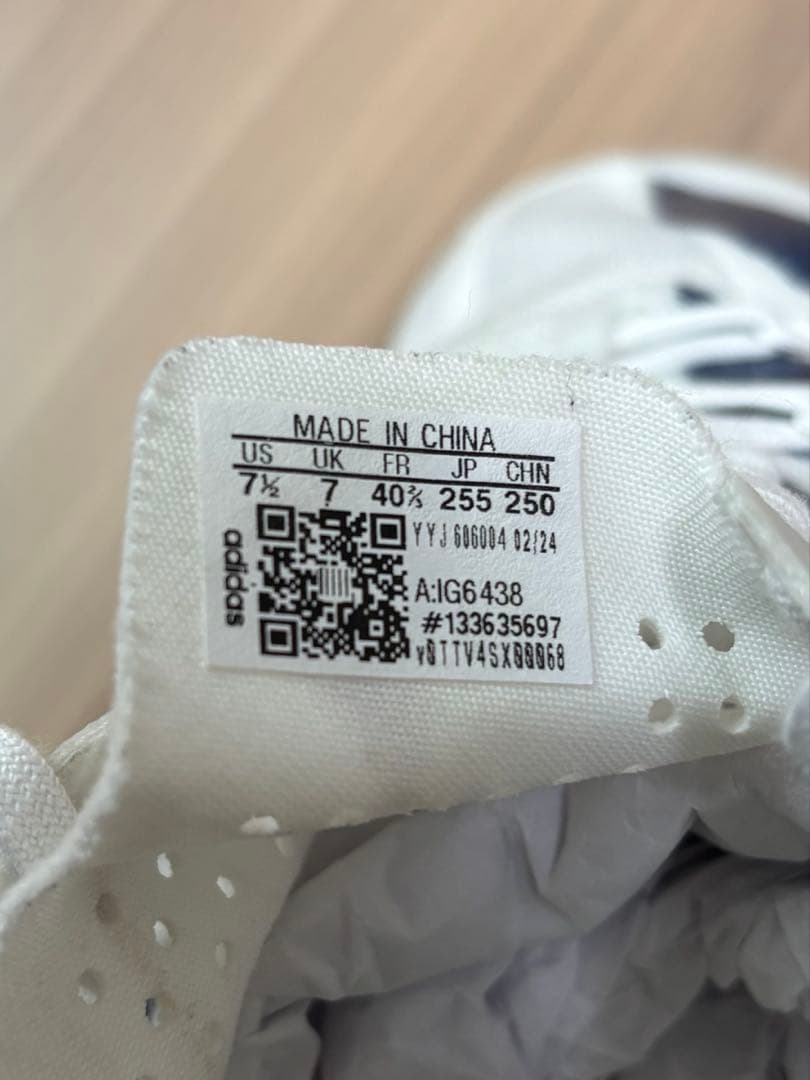 MADE IN CHINA
US UK FR JP CHN
7½ 7 40⅔ 255 250
YYJ 606004 02/24
adidas
A:IG6438
#133635697
y0TTV4SX00068